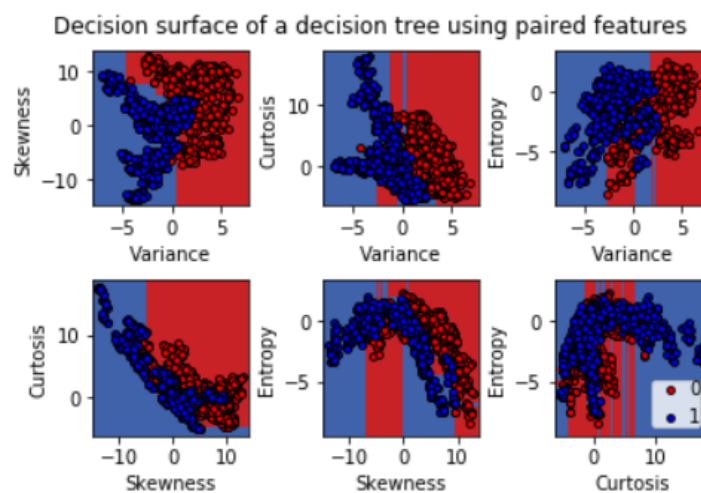 Decision surface of a decision tree using paired features
Skewness
10
0
−10
−5
0
5
Variance
Curtosis
10
0
−5
0
5
Variance
Entropy
0
−5
−5
0
5
Variance
Curtosis
10
0
−10
0
10
Skewness
Entropy
0
−5
−10
0
10
Skewness
Entropy
0
−5
0
10
Curtosis
0
1